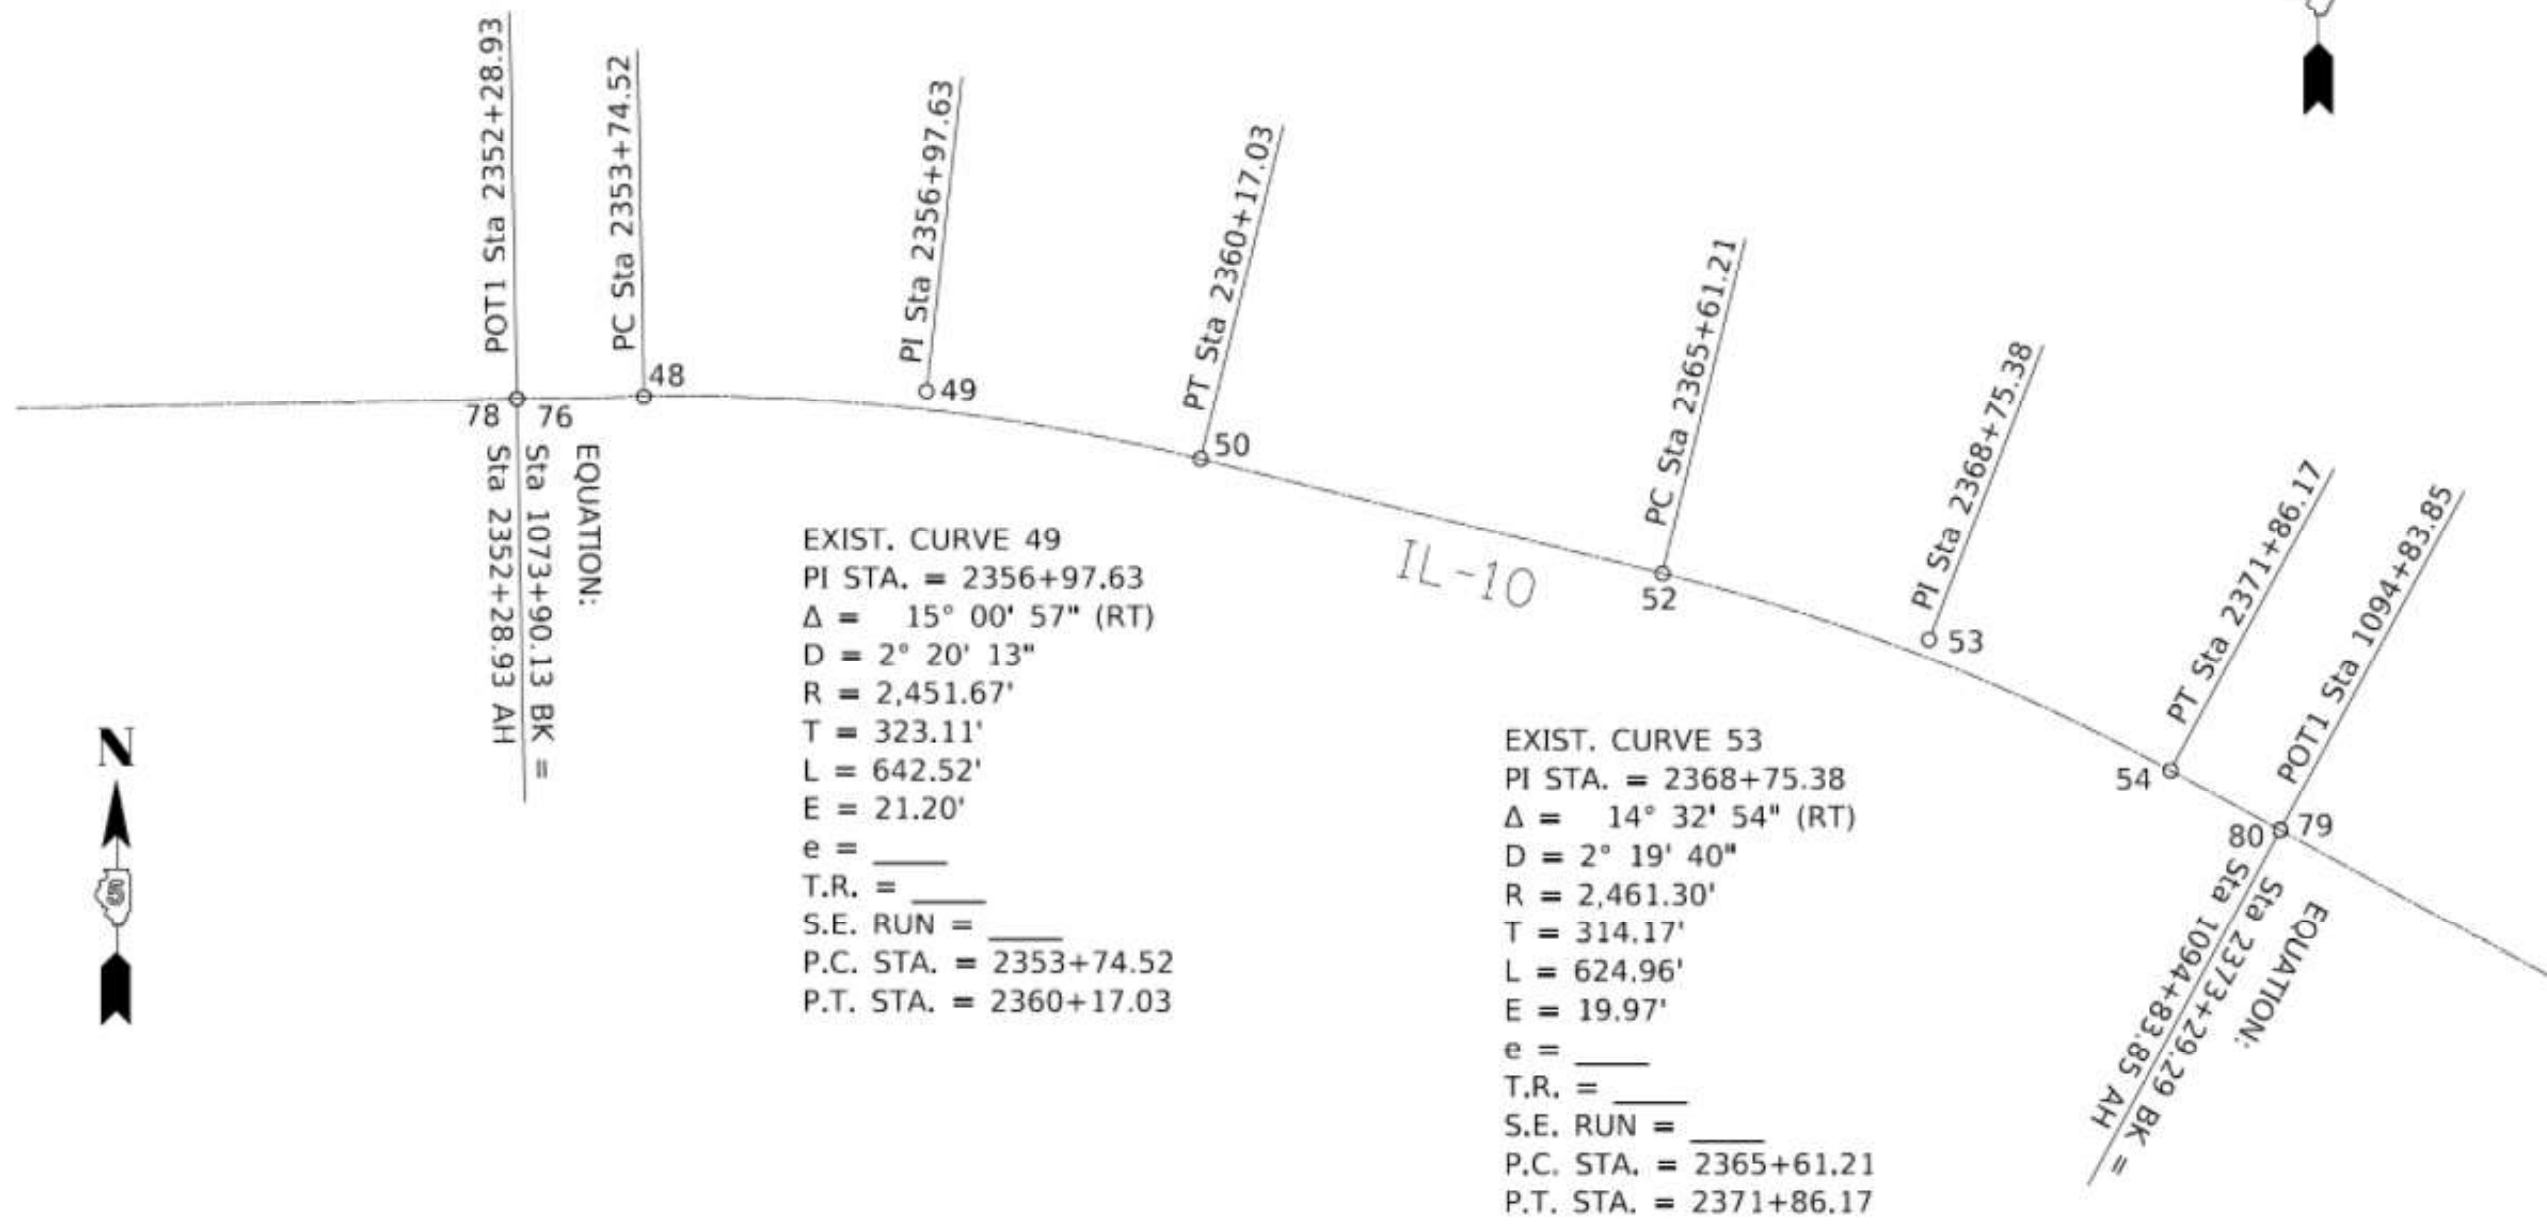 POT1 Sta 2352+28.93
PC Sta 2353+74.52
PI Sta 2356+97.63
PT Sta 2360+17.03
PC Sta 2365+61.21
PI Sta 2368+75.38
PT Sta 2371+86.17
POT1 Sta 1094+83.85
48
49
78
76
50
52
53
54
80
79
EQUATION:
Sta 1073+90.13 BK =
Sta 2352+28.93 AH
IL-10
EXIST. CURVE 49
PI STA. = 2356+97.63
Δ = 15° 00' 57" (RT)
D = 2° 20' 13"
R = 2,451.67'
T = 323.11'
L = 642.52'
E = 21.20'
e = ____
T.R. = ____
S.E. RUN = ____
P.C. STA. = 2353+74.52
P.T. STA. = 2360+17.03
EXIST. CURVE 53
PI STA. = 2368+75.38
Δ = 14° 32' 54" (RT)
D = 2° 19' 40"
R = 2,461.30'
T = 314.17'
L = 624.96'
E = 19.97'
e = ____
T.R. = ____
S.E. RUN = ____
P.C. STA. = 2365+61.21
P.T. STA. = 2371+86.17
EQUATION:
Sta 2373+29.29 BK =
Sta 1094+83.85 AH
N